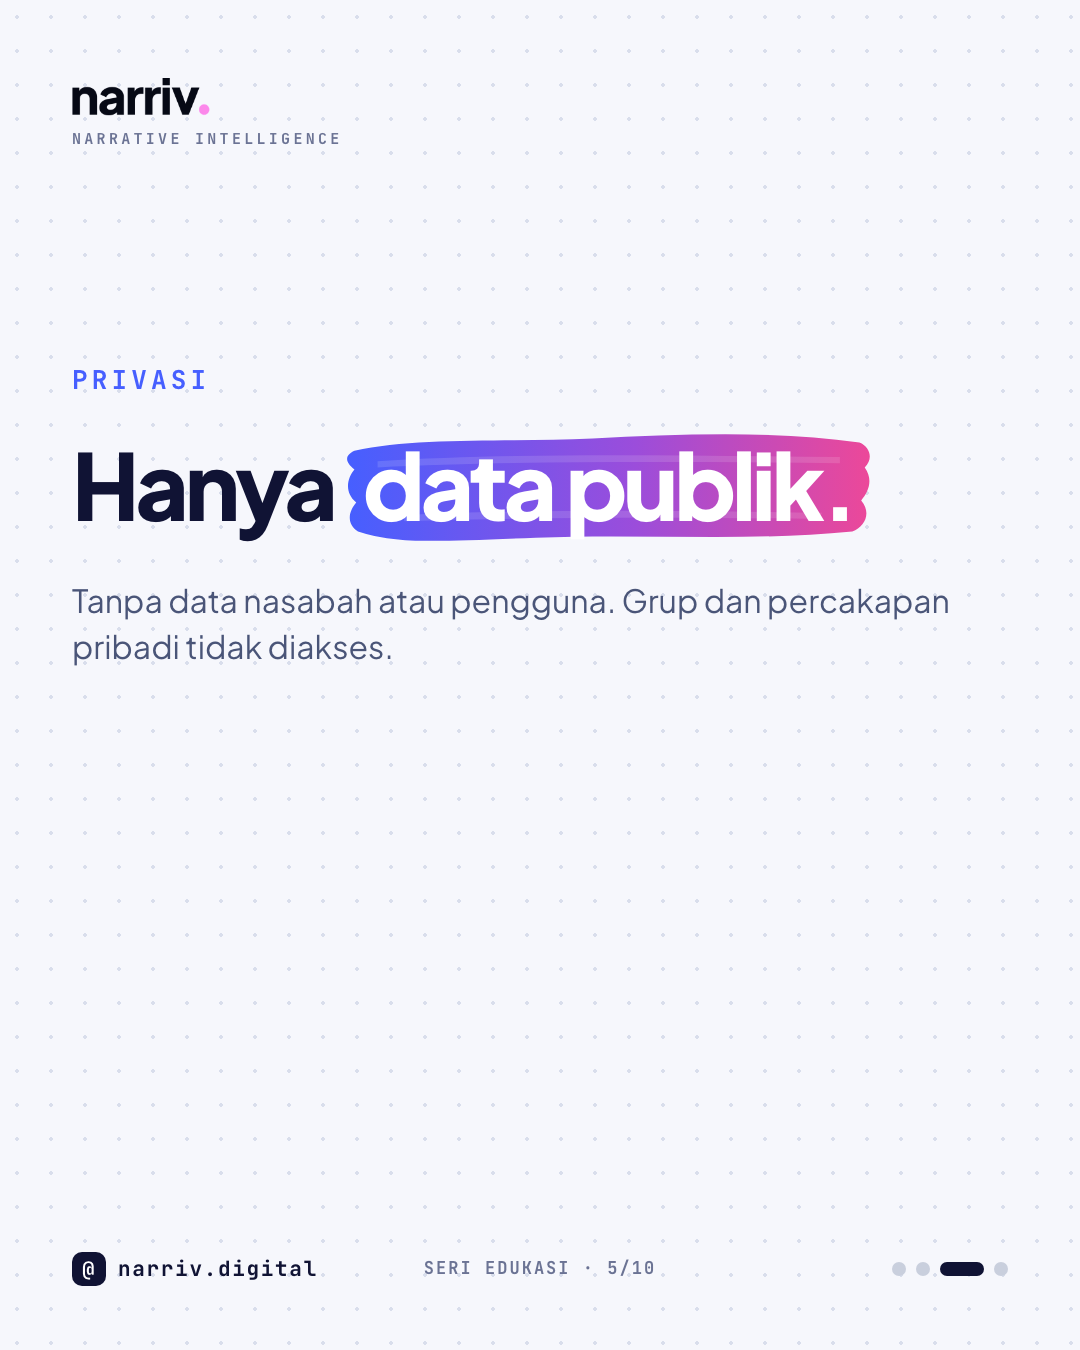 narriv.
NARRATIVE INTELLIGENCE
PRIVASI
Hanya data publik.
Tanpa data nasabah atau pengguna. Grup dan percakapan
pribadi tidak diakses.
@ narriv.digital
SERI EDUKASI · 5/10